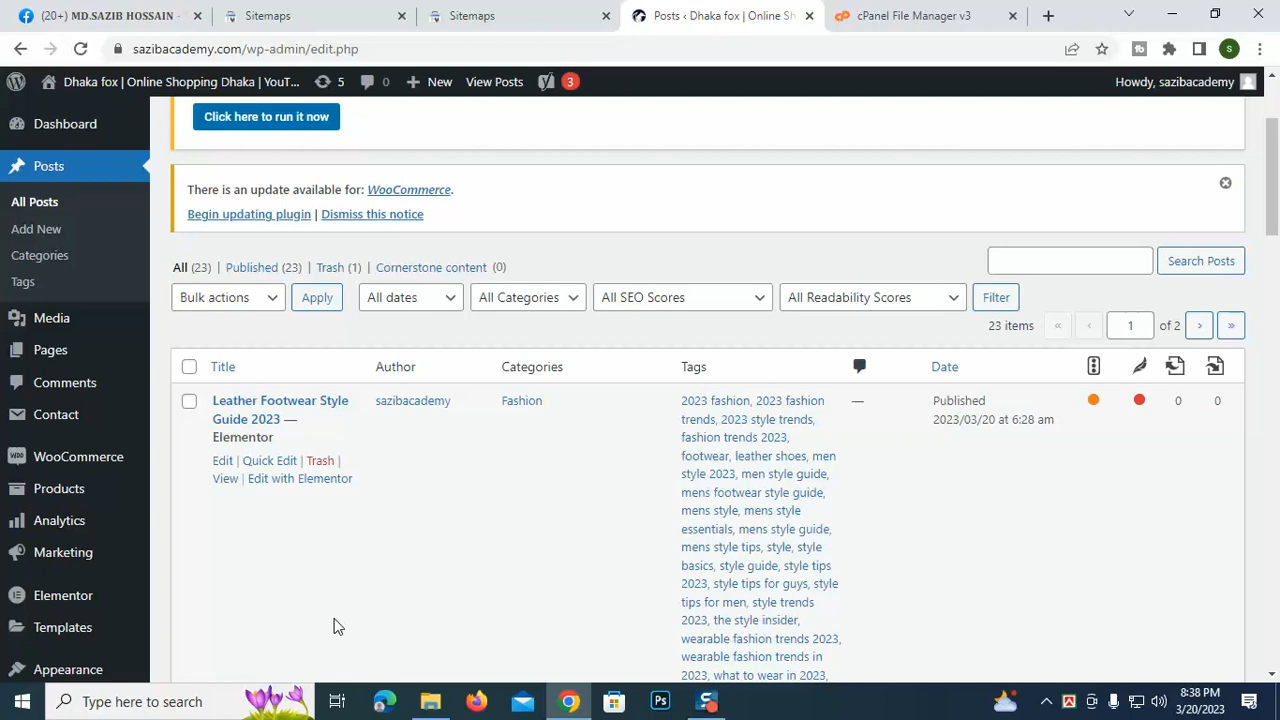 (20+) MD.SAZIB HOSSAIN -
Sitemaps
Sitemaps
Posts ‹ Dhaka fox | Online Sh
cPanel File Manager v3
sazibacademy.com/wp-admin/edit.php
S
Dhaka fox | Online Shopping Dhaka | YouT...
5
0
New
View Posts
3
Howdy, sazibacademy
Dashboard
Posts
All Posts
Add New
Categories
Tags
Media
Pages
Comments
Contact
WooCommerce
Products
Analytics
Marketing
Elementor
Templates
Appearance
Click here to run it now
There is an update available for: WooCommerce.
Begin updating plugin | Dismiss this notice
All (23) | Published (23) | Trash (1) | Cornerstone content (0)
Search Posts
Bulk actions
Apply
All dates
All Categories
All SEO Scores
All Readability Scores
Filter
23 items « ‹ 1 of 2 › »
Title
Author
Categories
Tags
Date
Leather Footwear Style
Guide 2023 —
Elementor
Edit | Quick Edit | Trash |
View | Edit with Elementor
sazibacademy
Fashion
2023 fashion, 2023 fashion
trends, 2023 style trends,
fashion trends 2023,
footwear, leather shoes, men
style 2023, men style guide,
mens footwear style guide,
mens style, mens style
essentials, mens style guide,
mens style tips, style, style
basics, style guide, style tips
2023, style tips for guys, style
tips for men, style trends
2023, the style insider,
wearable fashion trends 2023,
wearable fashion trends in
2023, what to wear in 2023,
—
Published
2023/03/20 at 6:28 am
0
0
Type here to search
Ps
S
8:38 PM
3/20/2023